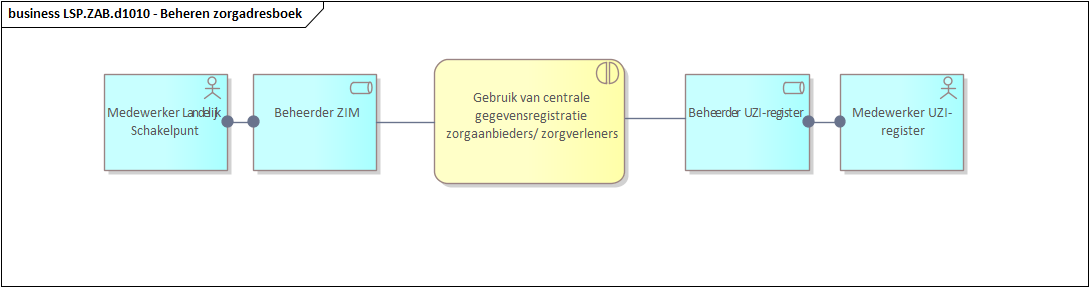 business LSP.ZAB.d1010 - Beheren zorgadresboek
Medewerker Landelijk
Schakelpunt
Beheerder ZIM
Gebruik van centrale
gegevensregistratie
zorgaanbieders/ zorgverleners
Beheerder UZI-register
Medewerker UZI-
register